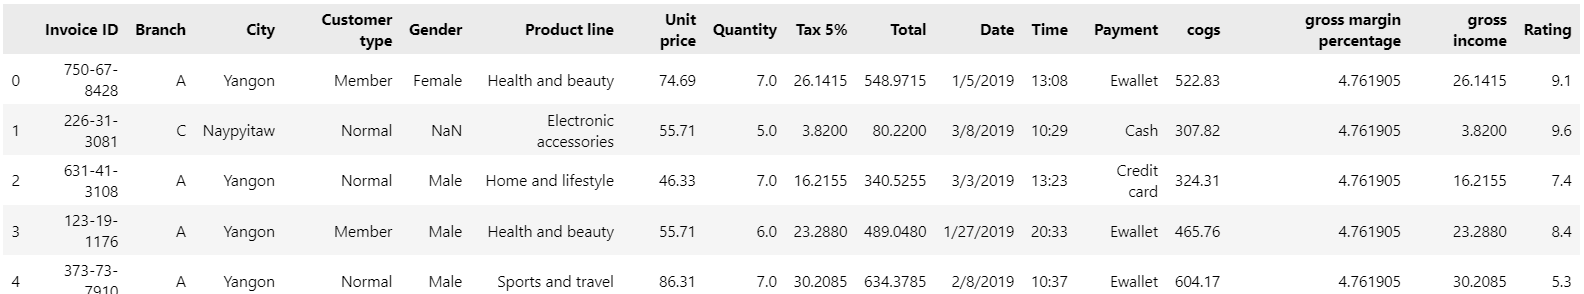 Invoice ID Branch City Customer type Gender Product line Unit price Quantity Tax 5% Total Date Time Payment cogs gross margin percentage gross income Rating
0 750-67-8428 A Yangon Member Female Health and beauty 74.69 7.0 26.1415 548.9715 1/5/2019 13:08 Ewallet 522.83 4.761905 26.1415 9.1
1 226-31-3081 C Naypyitaw Normal NaN Electronic accessories 55.71 5.0 3.8200 80.2200 3/8/2019 10:29 Cash 307.82 4.761905 3.8200 9.6
2 631-41-3108 A Yangon Normal Male Home and lifestyle 46.33 7.0 16.2155 340.5255 3/3/2019 13:23 Credit card 324.31 4.761905 16.2155 7.4
3 123-19-1176 A Yangon Member Male Health and beauty 55.71 6.0 23.2880 489.0480 1/27/2019 20:33 Ewallet 465.76 4.761905 23.2880 8.4
4 373-73-7910 A Yangon Normal Male Sports and travel 86.31 7.0 30.2085 634.3785 2/8/2019 10:37 Ewallet 604.17 4.761905 30.2085 5.3